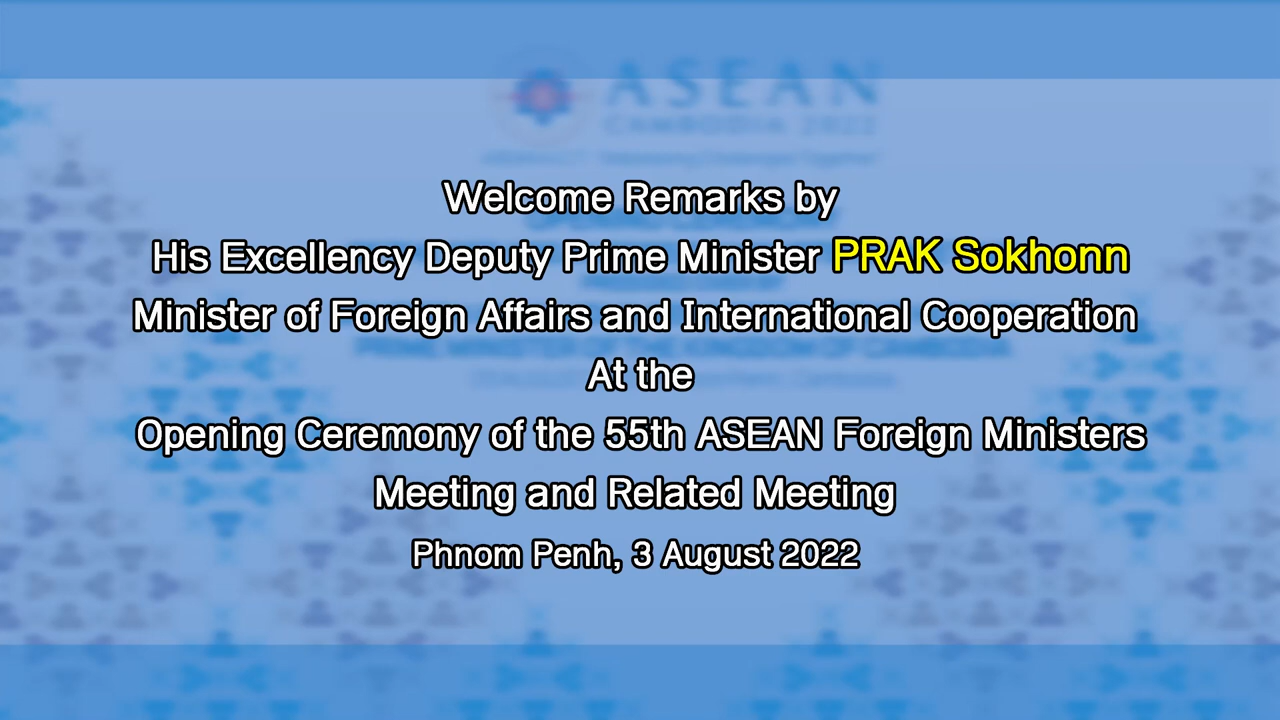 ASEAN
CAMBODIA 2022
Welcome Remarks by
His Excellency Deputy Prime Minister PRAK Sokhonn
Minister of Foreign Affairs and International Cooperation
At the
Opening Ceremony of the 55th ASEAN Foreign Ministers
Meeting and Related Meeting
Phnom Penh, 3 August 2022